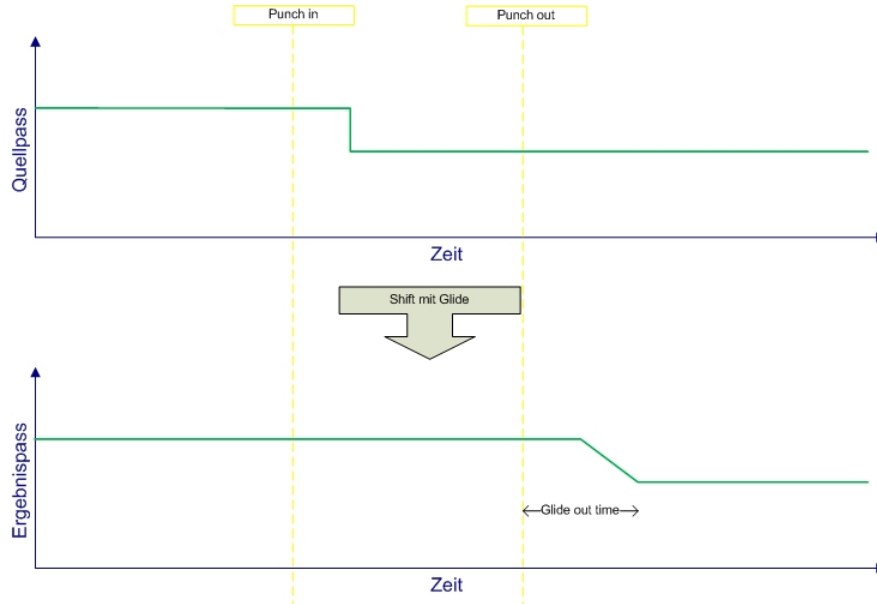 Punch in
Punch out
Quellpass
Zeit
Shift mit Glide
Ergebnispass
Glide out time
Zeit